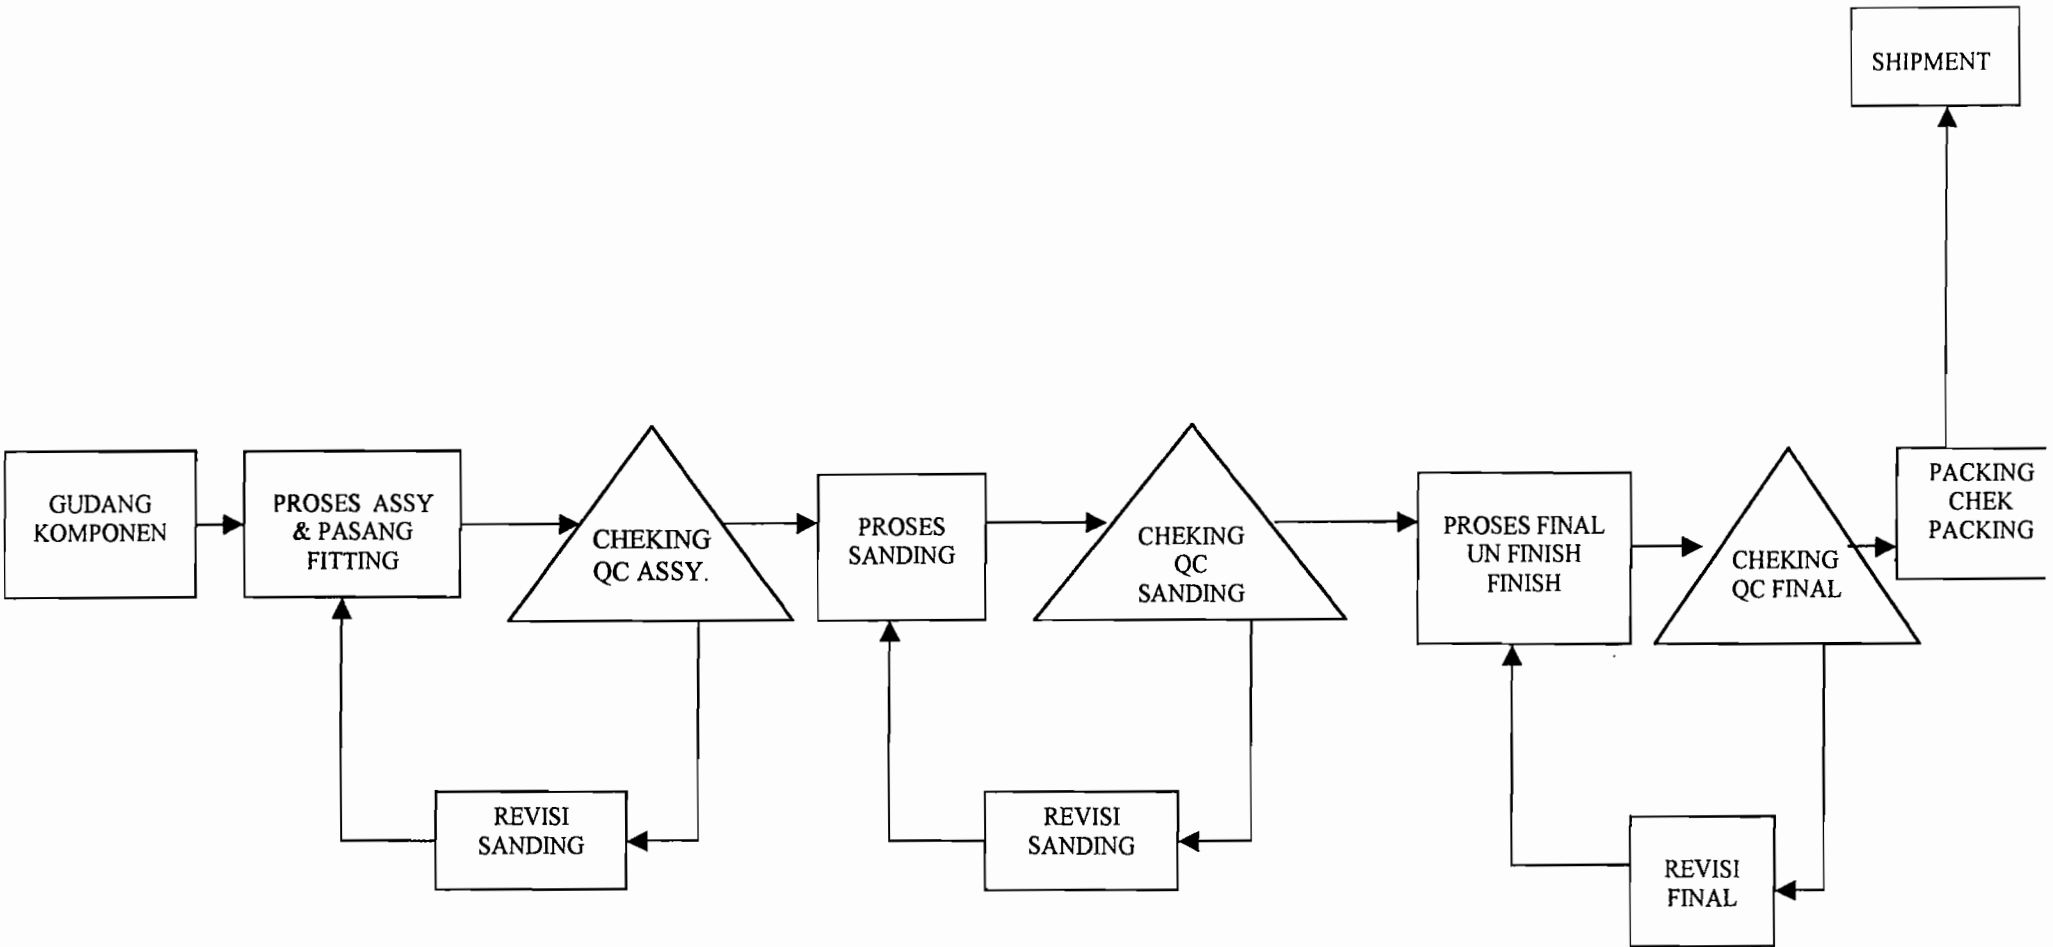 SHIPMENT
GUDANG
KOMPONEN
PROSES ASSY
& PASANG
FITTING
CHEKING
QC ASSY.
PROSES
SANDING
CHEKING
QC
SANDING
PROSES FINAL
UN FINISH
FINISH
CHEKING
QC FINAL
PACKING
CHEK
PACKING
REVISI
SANDING
REVISI
SANDING
REVISI
FINAL